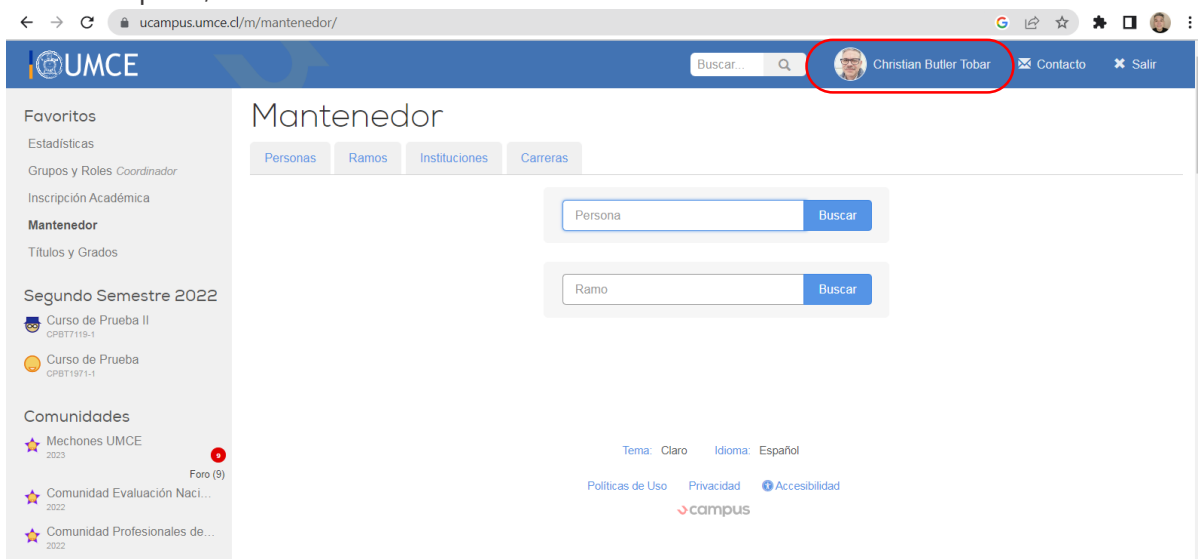 ucampus.umce.cl/m/mantenedor/
UMCE
Buscar...
Christian Butler Tobar
Contacto
Salir
Favoritos
Estadísticas
Grupos y Roles Coordinador
Inscripción Académica
Mantenedor
Títulos y Grados
Segundo Semestre 2022
Curso de Prueba II
CPBT7119-1
Curso de Prueba
CPBT1971-1
Comunidades
Mechones UMCE
2023
9
Foro (9)
Comunidad Evaluación Naci...
2022
Comunidad Profesionales de...
2022
Mantenedor
Personas Ramos Instituciones Carreras
Persona Buscar
Ramo Buscar
Tema: Claro Idioma: Español
Políticas de Uso Privacidad Accesibilidad
campus